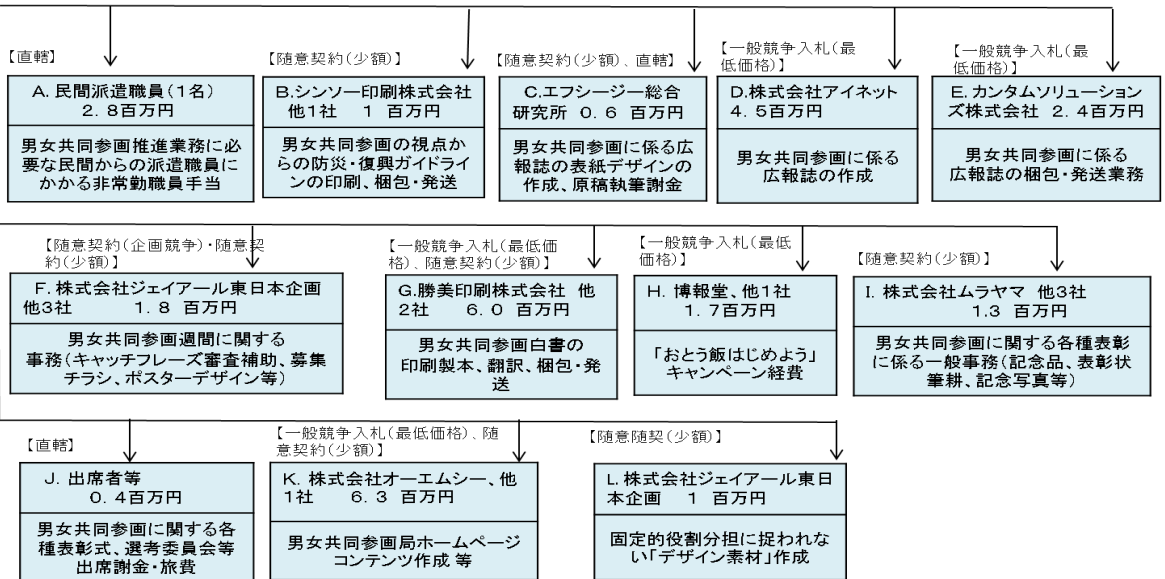 【直轄】
A. 民間派遣職員(1名)
2.8百万円
男女共同参画推進業務に必
要な民間からの派遣職員に
かかる非常勤職員手当
【随意契約(少額)】
B.シンソー印刷株式会社
他1社 1 百万円
男女共同参画の視点か
らの防災・復興ガイドライ
ンの印刷、梱包・発送
【随意契約(少額)、直轄】
C.エフシージー総合
研究所 0.6 百万円
男女共同参画に係る広
報誌の表紙デザインの
作成、原稿執筆謝金
【一般競争入札(最
低価格)】
D.株式会社アイネット
4.5百万円
男女共同参画に係る
広報誌の作成
【一般競争入札(最
低価格)】
E. カンタムソリューション
ズ株式会社 2.4百万円
男女共同参画に係る
広報誌の梱包・発送業務
【随意契約(企画競争)・随意契
約(少額)】
F. 株式会社ジェイアール東日本企画
他3社 1.8 百万円
男女共同参画週間に関する
事務(キャッチフレーズ審査補助、募集
チラシ、ポスターデザイン等)
【一般競争入札(最低価
格)、随意契約(少額)】
G.勝美印刷株式会社 他
2社 6.0 百万円
男女共同参画白書の
印刷製本、翻訳、梱包・発
送
【一般競争入札(最低
価格)】
H. 博報堂、他1社
1.7百万円
「おとう飯はじめよう」
キャンペーン経費
【随意契約(少額)】
I. 株式会社ムラヤマ 他3社
1.3 百万円
男女共同参画に関する各種表彰
に係る一般事務(記念品、表彰状
筆耕、記念写真等)
【直轄】
J. 出席者等
0.4百万円
男女共同参画に関する各
種表彰式、選考委員会等
出席謝金・旅費
【一般競争入札(最低価格)、随
意契約(少額)】
K. 株式会社オーエムシー、他
1社 6.3 百万円
男女共同参画局ホームページ
コンテンツ作成 等
【随意随契(少額)】
L. 株式会社ジェイアール東日
本企画 1 百万円
固定的役割分担に捉われな
い「デザイン素材」作成